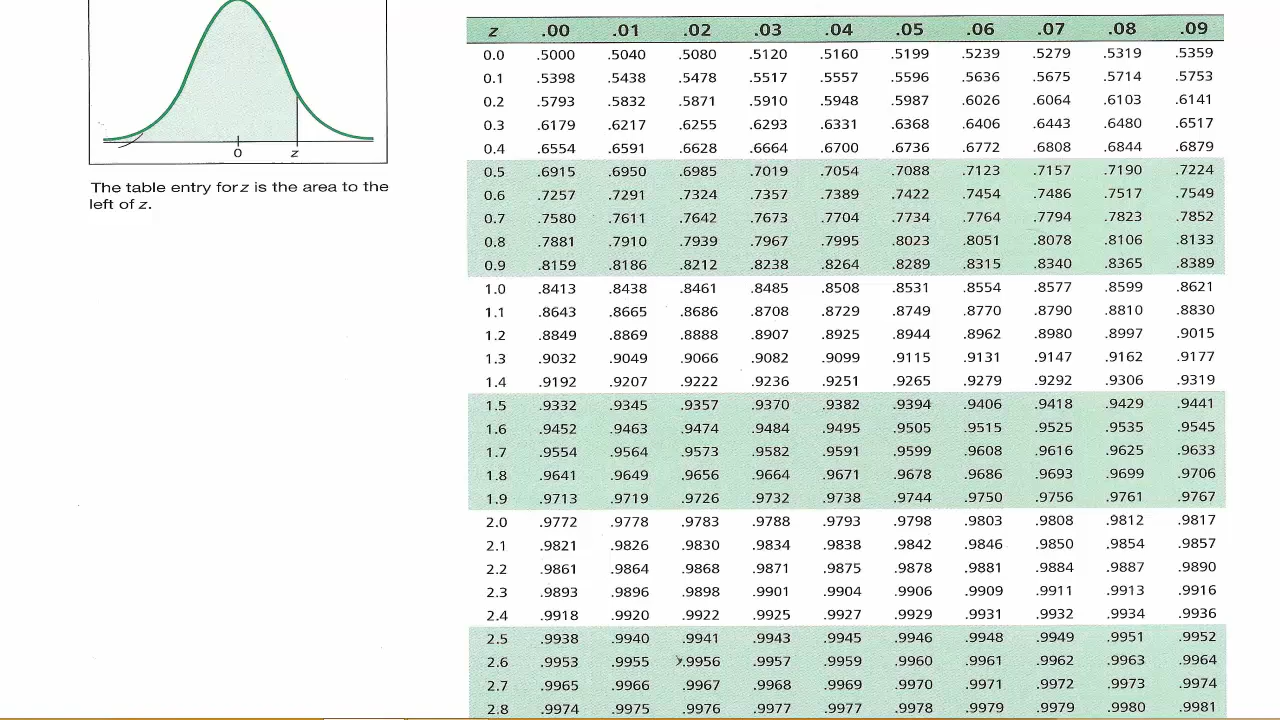 0 z
The table entry for z is the area to the
left of z.
z .00 .01 .02 .03 .04 .05 .06 .07 .08 .09
0.0 .5000 .5040 .5080 .5120 .5160 .5199 .5239 .5279 .5319 .5359
0.1 .5398 .5438 .5478 .5517 .5557 .5596 .5636 .5675 .5714 .5753
0.2 .5793 .5832 .5871 .5910 .5948 .5987 .6026 .6064 .6103 .6141
0.3 .6179 .6217 .6255 .6293 .6331 .6368 .6406 .6443 .6480 .6517
0.4 .6554 .6591 .6628 .6664 .6700 .6736 .6772 .6808 .6844 .6879
0.5 .6915 .6950 .6985 .7019 .7054 .7088 .7123 .7157 .7190 .7224
0.6 .7257 .7291 .7324 .7357 .7389 .7422 .7454 .7486 .7517 .7549
0.7 .7580 .7611 .7642 .7673 .7704 .7734 .7764 .7794 .7823 .7852
0.8 .7881 .7910 .7939 .7967 .7995 .8023 .8051 .8078 .8106 .8133
0.9 .8159 .8186 .8212 .8238 .8264 .8289 .8315 .8340 .8365 .8389
1.0 .8413 .8438 .8461 .8485 .8508 .8531 .8554 .8577 .8599 .8621
1.1 .8643 .8665 .8686 .8708 .8729 .8749 .8770 .8790 .8810 .8830
1.2 .8849 .8869 .8888 .8907 .8925 .8944 .8962 .8980 .8997 .9015
1.3 .9032 .9049 .9066 .9082 .9099 .9115 .9131 .9147 .9162 .9177
1.4 .9192 .9207 .9222 .9236 .9251 .9265 .9279 .9292 .9306 .9319
1.5 .9332 .9345 .9357 .9370 .9382 .9394 .9406 .9418 .9429 .9441
1.6 .9452 .9463 .9474 .9484 .9495 .9505 .9515 .9525 .9535 .9545
1.7 .9554 .9564 .9573 .9582 .9591 .9599 .9608 .9616 .9625 .9633
1.8 .9641 .9649 .9656 .9664 .9671 .9678 .9686 .9693 .9699 .9706
1.9 .9713 .9719 .9726 .9732 .9738 .9744 .9750 .9756 .9761 .9767
2.0 .9772 .9778 .9783 .9788 .9793 .9798 .9803 .9808 .9812 .9817
2.1 .9821 .9826 .9830 .9834 .9838 .9842 .9846 .9850 .9854 .9857
2.2 .9861 .9864 .9868 .9871 .9875 .9878 .9881 .9884 .9887 .9890
2.3 .9893 .9896 .9898 .9901 .9904 .9906 .9909 .9911 .9913 .9916
2.4 .9918 .9920 .9922 .9925 .9927 .9929 .9931 .9932 .9934 .9936
2.5 .9938 .9940 .9941 .9943 .9945 .9946 .9948 .9949 .9951 .9952
2.6 .9953 .9955 .9956 .9957 .9959 .9960 .9961 .9962 .9963 .9964
2.7 .9965 .9966 .9967 .9968 .9969 .9970 .9971 .9972 .9973 .9974
2.8 .9974 .9975 .9976 .9977 .9977 .9978 .9979 .9979 .9980 .9981